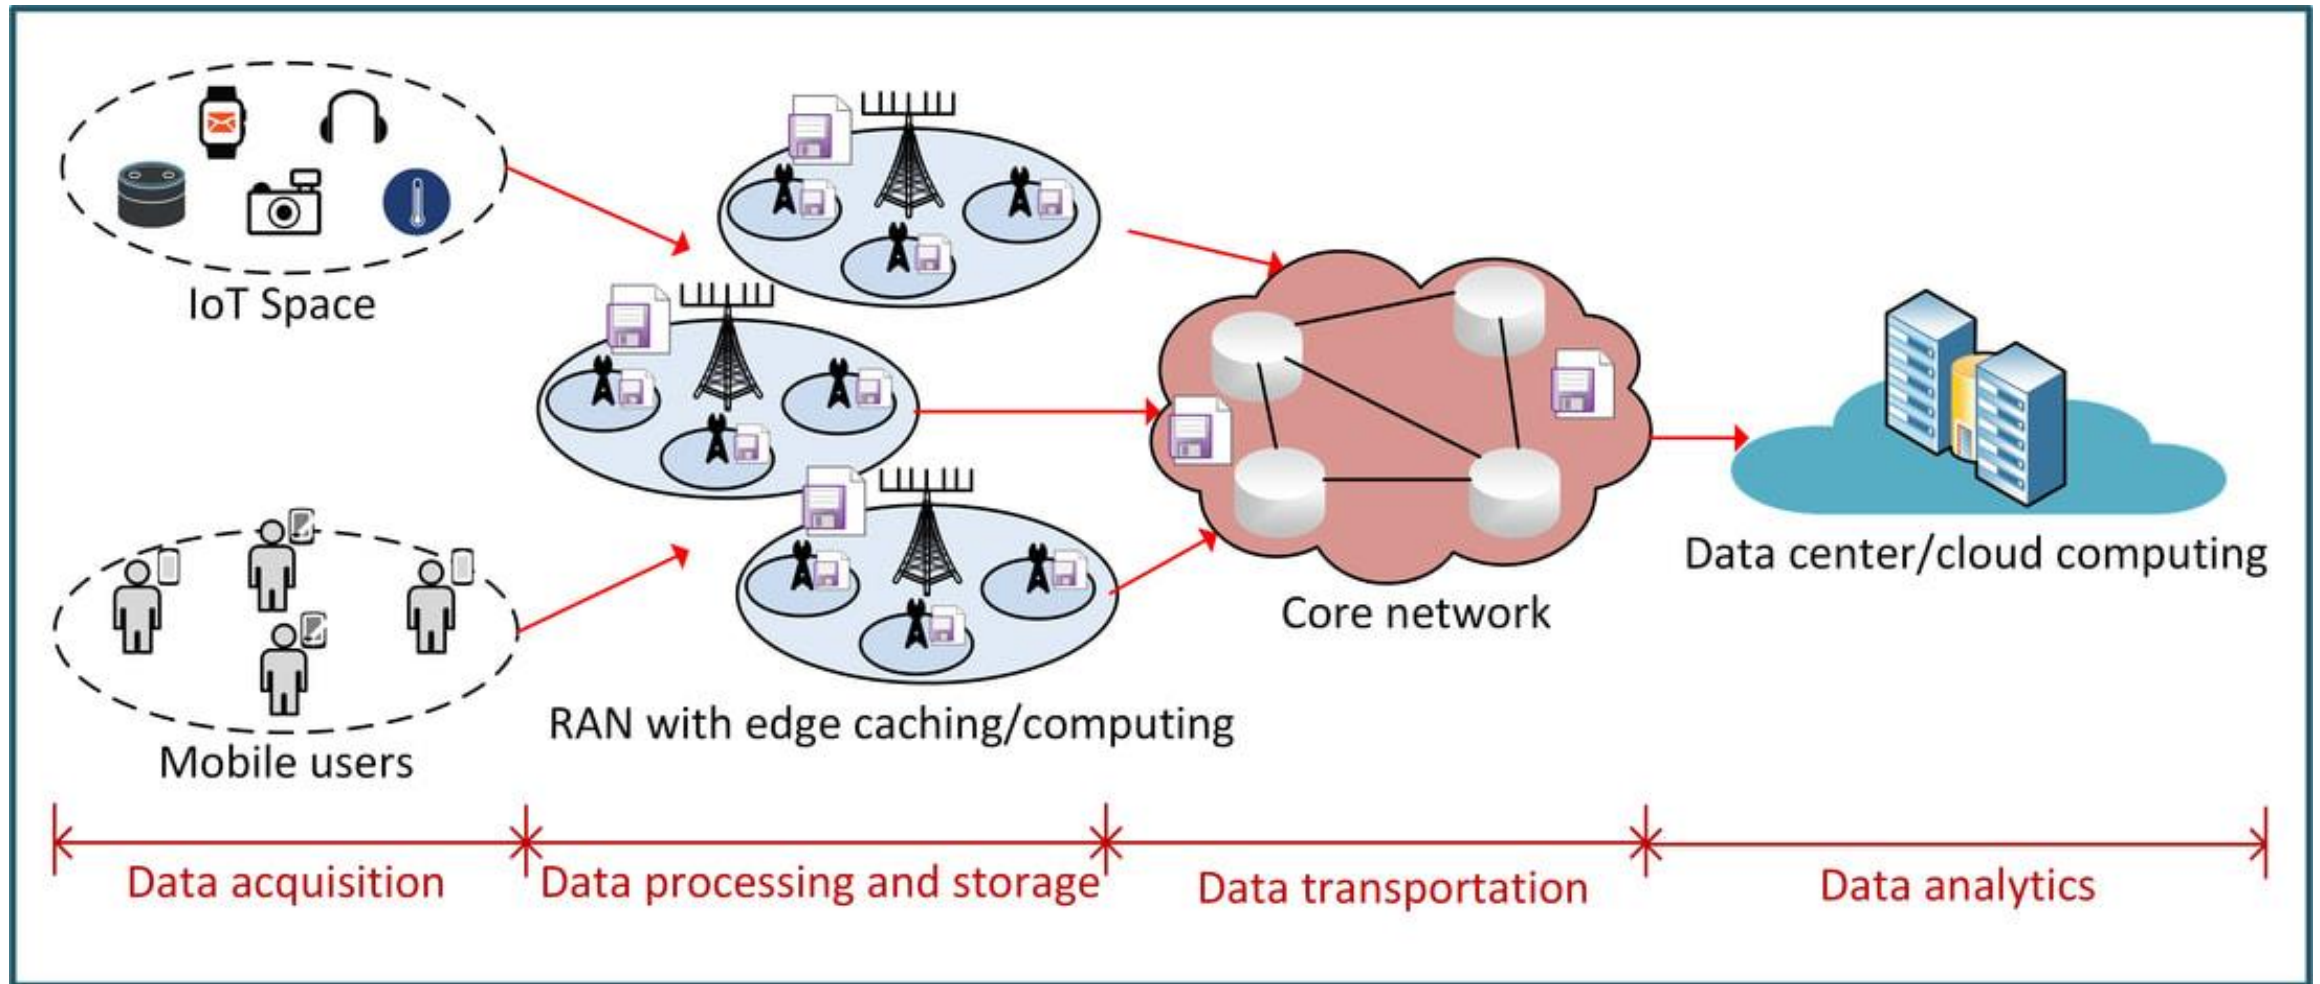 IoT Space
Mobile users
RAN with edge caching/computing
Core network
Data center/cloud computing
Data acquisition
Data processing and storage
Data transportation
Data analytics